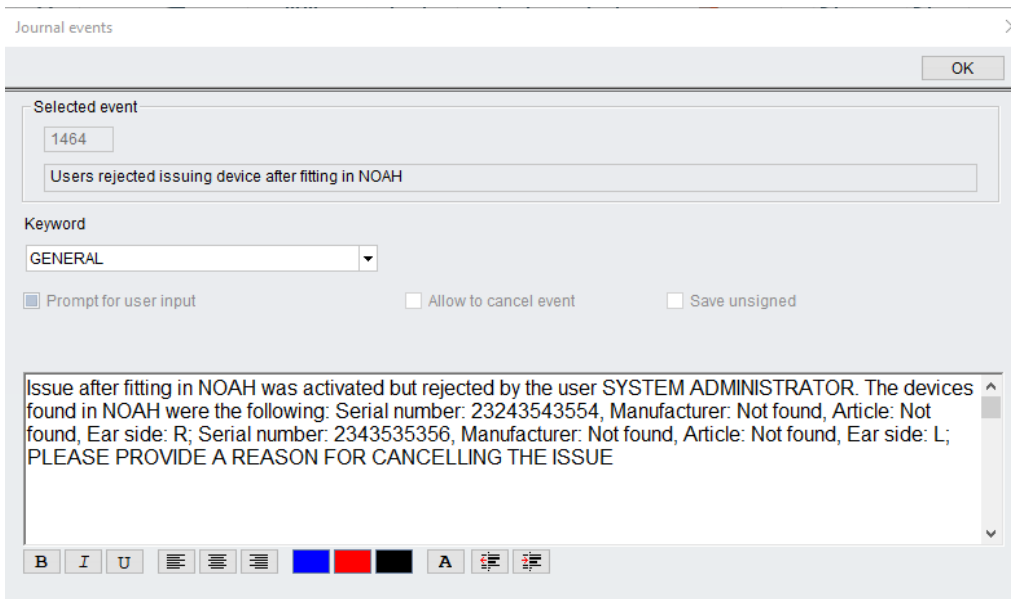 Journal events
OK
Selected event
1464
Users rejected issuing device after fitting in NOAH
Keyword
GENERAL
Prompt for user input
Allow to cancel event
Save unsigned
Issue after fitting in NOAH was activated but rejected by the user SYSTEM ADMINISTRATOR. The devices
found in NOAH were the following: Serial number: 23243543554, Manufacturer: Not found, Article: Not
found, Ear side: R; Serial number: 2343535356, Manufacturer: Not found, Article: Not found, Ear side: L;
PLEASE PROVIDE A REASON FOR CANCELLING THE ISSUE
B I U A